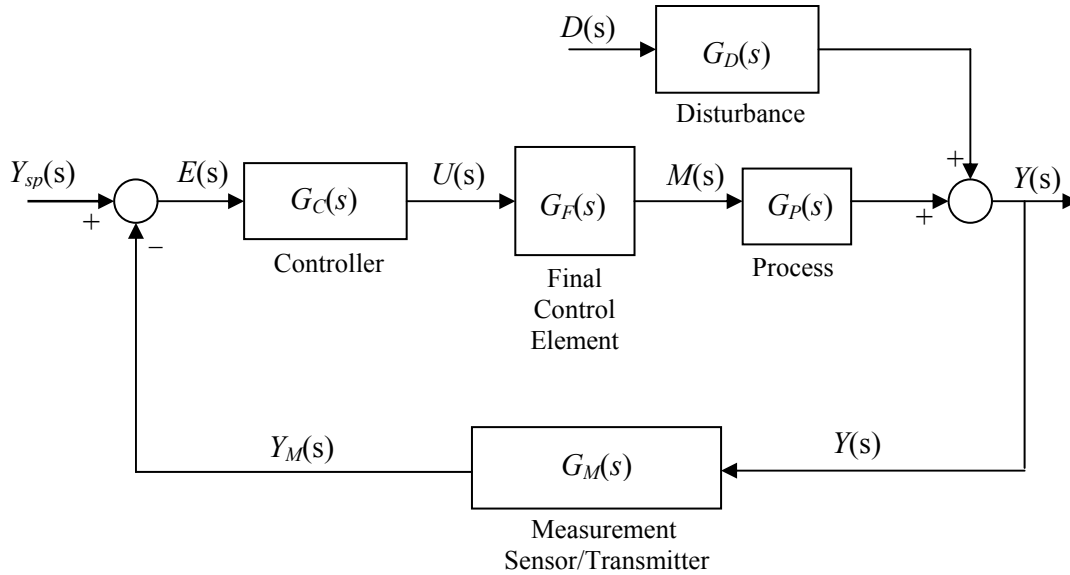 D(s)
G_D(s)
Disturbance
+
Y_sp(s)
E(s)
U(s)
M(s)
Y(s)
G_C(s)
G_F(s)
G_P(s)
+
−
+
Controller
Final
Control
Element
Process
Y_M(s)
G_M(s)
Y(s)
Measurement
Sensor/Transmitter